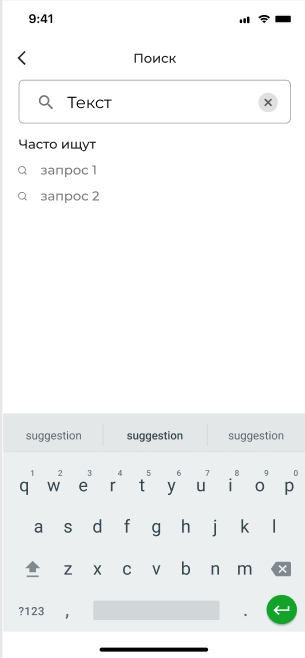 9:41
Поиск
Текст
Часто ищут
запрос 1
запрос 2
suggestion suggestion suggestion
1 2 3 4 5 6 7 8 9 0
q w e r t y u i o p
a s d f g h j k l
z x c v b n m
?123 , .